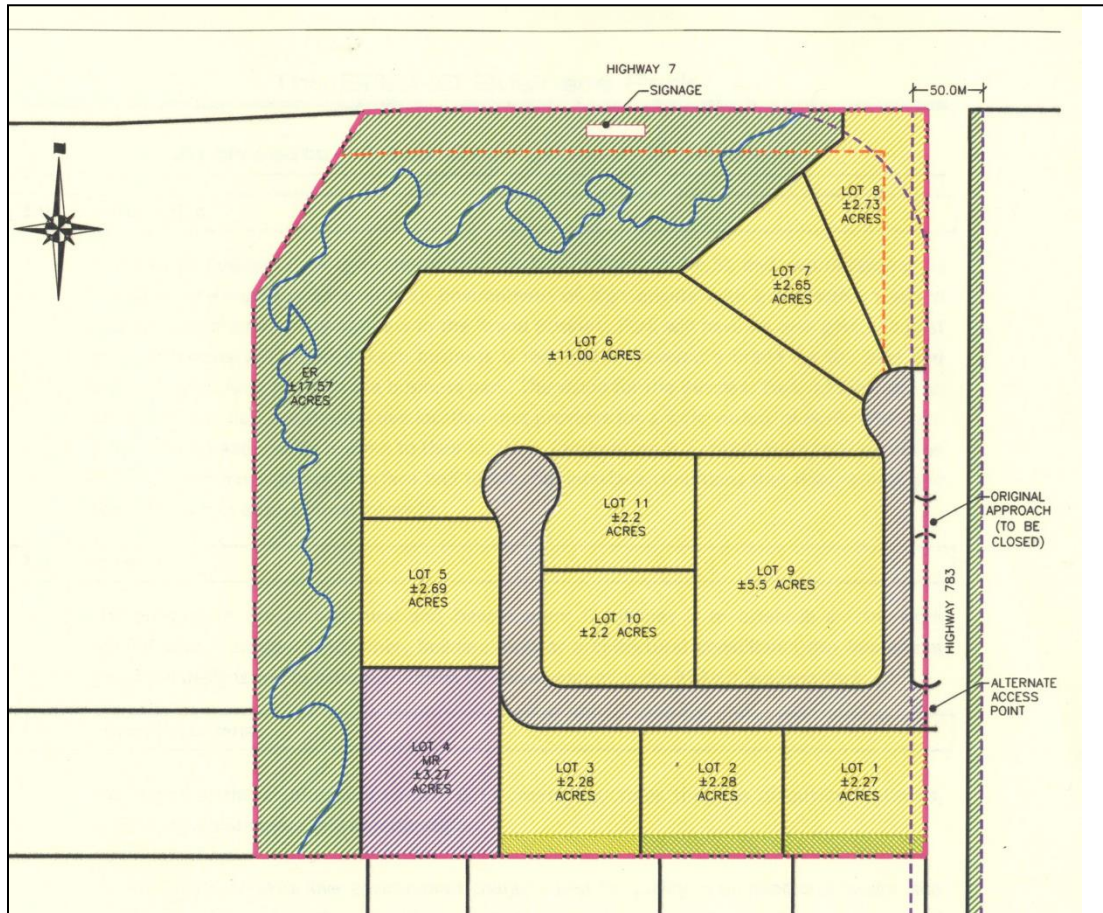 HIGHWAY 7
SIGNAGE
50.0M
LOT 8
±2.73
ACRES
LOT 7
±2.65
ACRES
LOT 6
±11.00 ACRES
ER
±17.57
ACRES
LOT 11
±2.2
ACRES
ORIGINAL
APPROACH
(TO BE
CLOSED)
LOT 5
±2.69
ACRES
LOT 9
±5.5 ACRES
HIGHWAY 783
LOT 10
±2.2 ACRES
ALTERNATE
ACCESS
POINT
LOT 4
MR
±3.27
ACRES
LOT 3
±2.28
ACRES
LOT 2
±2.28
ACRES
LOT 1
±2.27
ACRES